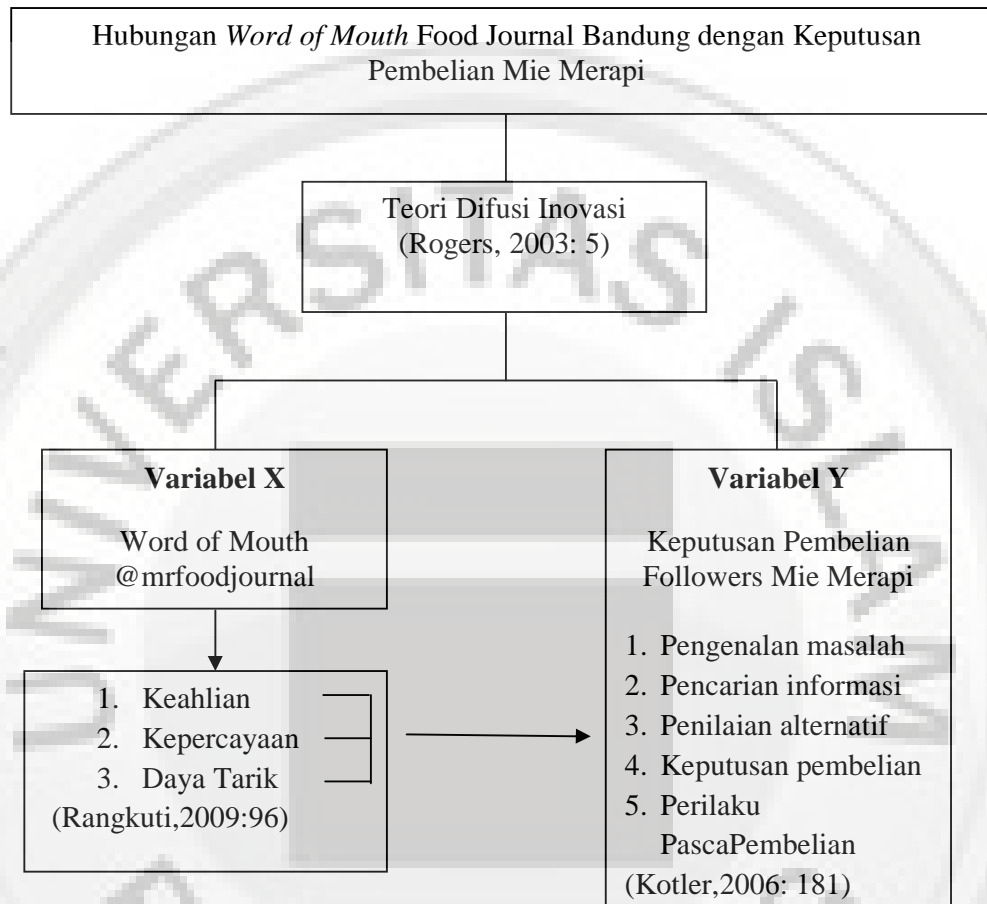 Hubungan Word of Mouth Food Journal Bandung dengan Keputusan
Pembelian Mie Merapi
Teori Difusi Inovasi
(Rogers, 2003: 5)
Variabel X
Word of Mouth
@mrfoodjournal
1. Keahlian
2. Kepercayaan
3. Daya Tarik
(Rangkuti,2009:96)
Variabel Y
Keputusan Pembelian
Followers Mie Merapi
1. Pengenalan masalah
2. Pencarian informasi
3. Penilaian alternatif
4. Keputusan pembelian
5. Perilaku
PascaPembelian
(Kotler,2006: 181)
UNIVERSITAS ISLAM